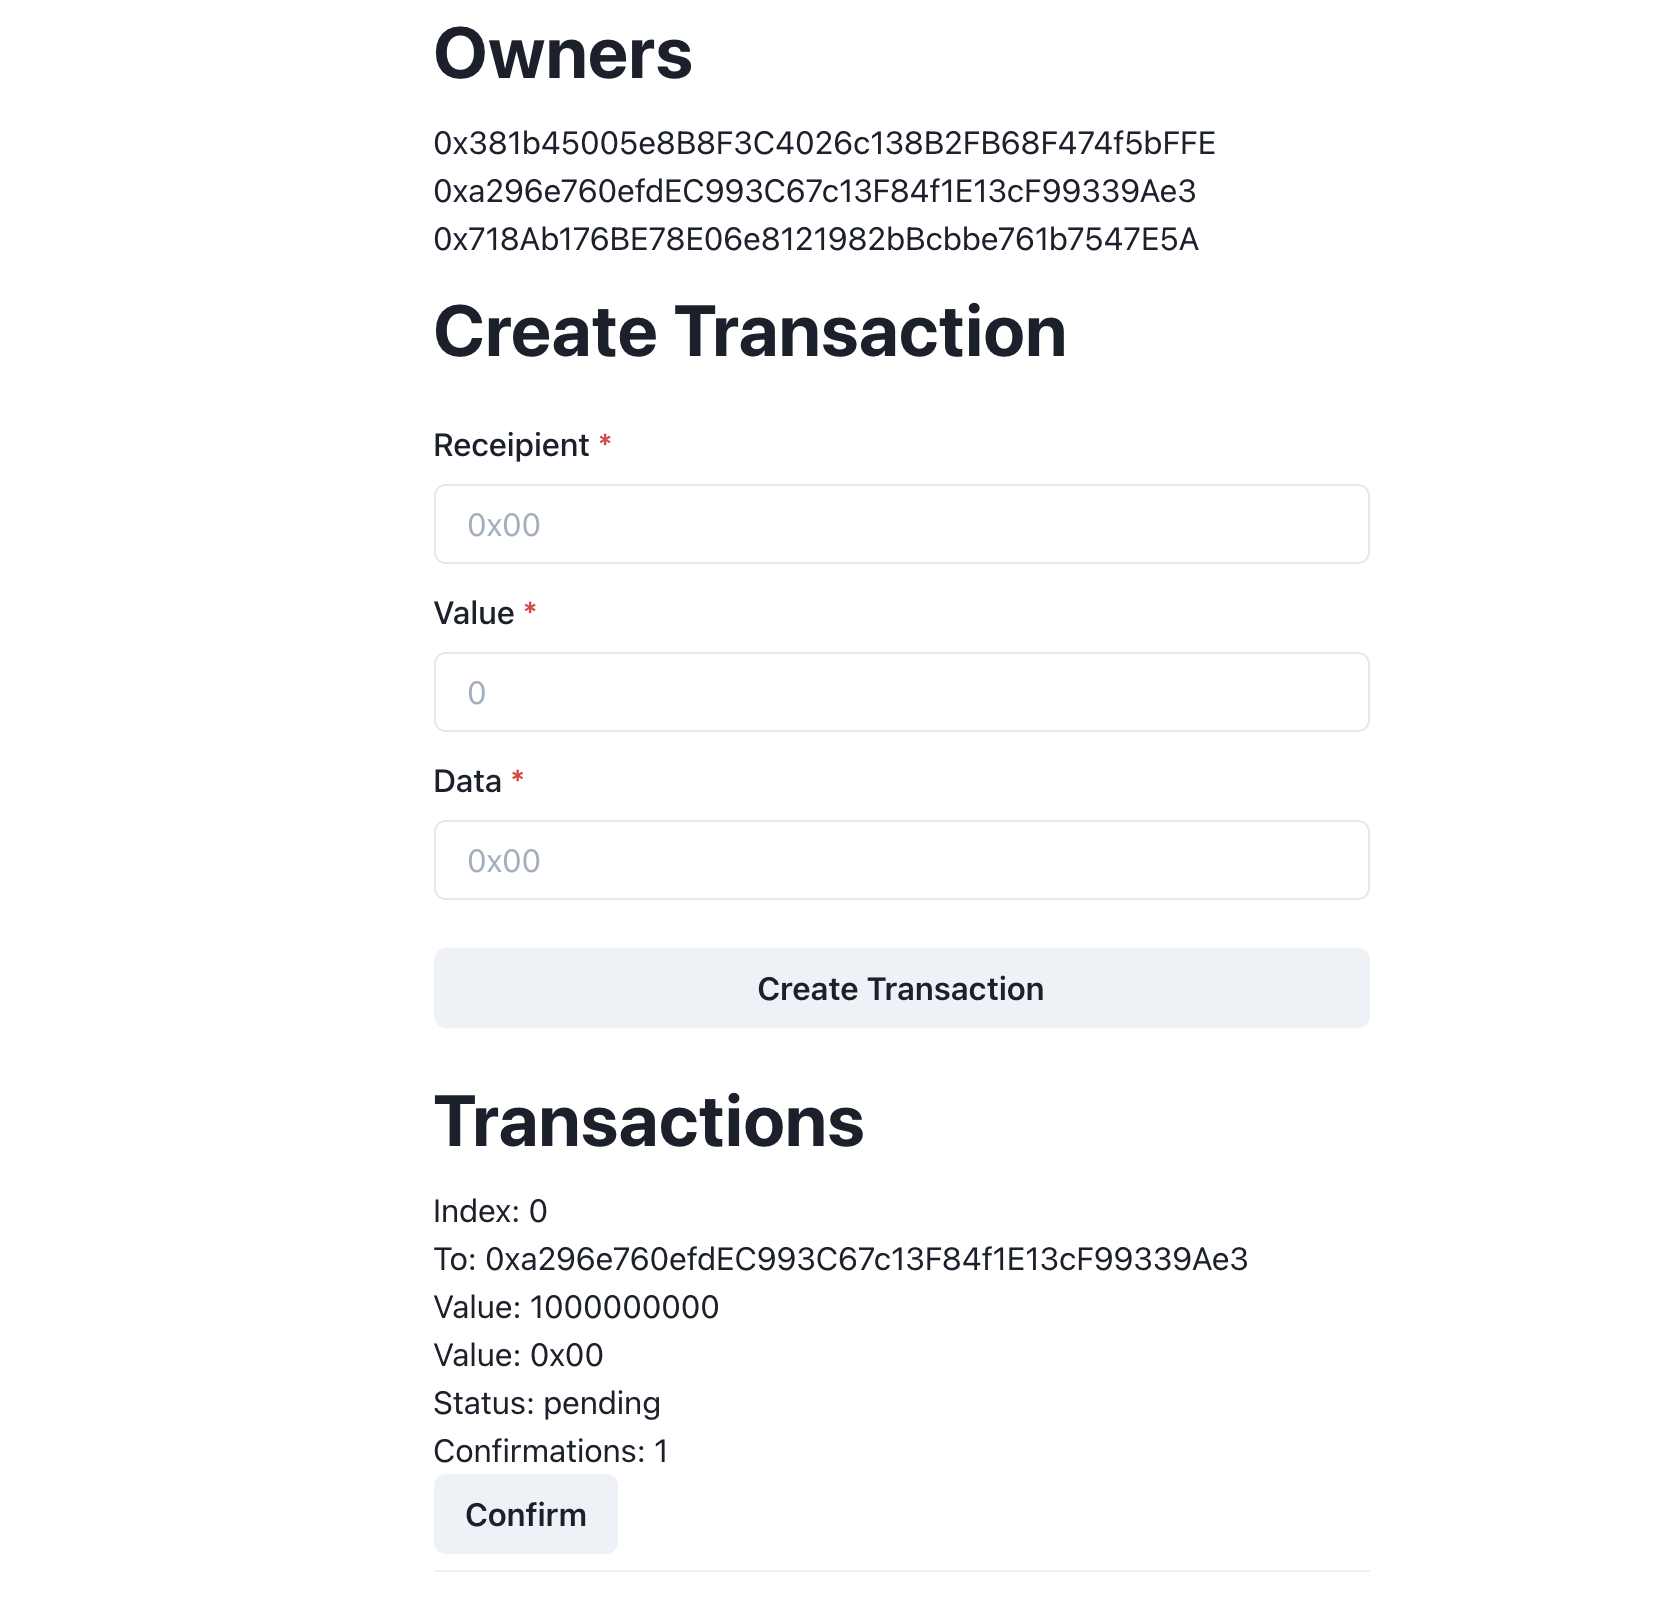 Owners
0x381b45005e8B8F3C4026c138B2FB68F474f5bFFE
0xa296e760efdEC993C67c13F84f1E13cF99339Ae3
0x718Ab176BE78E06e8121982bBcbbe761b7547E5A
Create Transaction
Receipient *
0x00
Value *
0
Data *
0x00
Create Transaction
Transactions
Index: 0
To: 0xa296e760efdEC993C67c13F84f1E13cF99339Ae3
Value: 1000000000
Value: 0x00
Status: pending
Confirmations: 1
Confirm